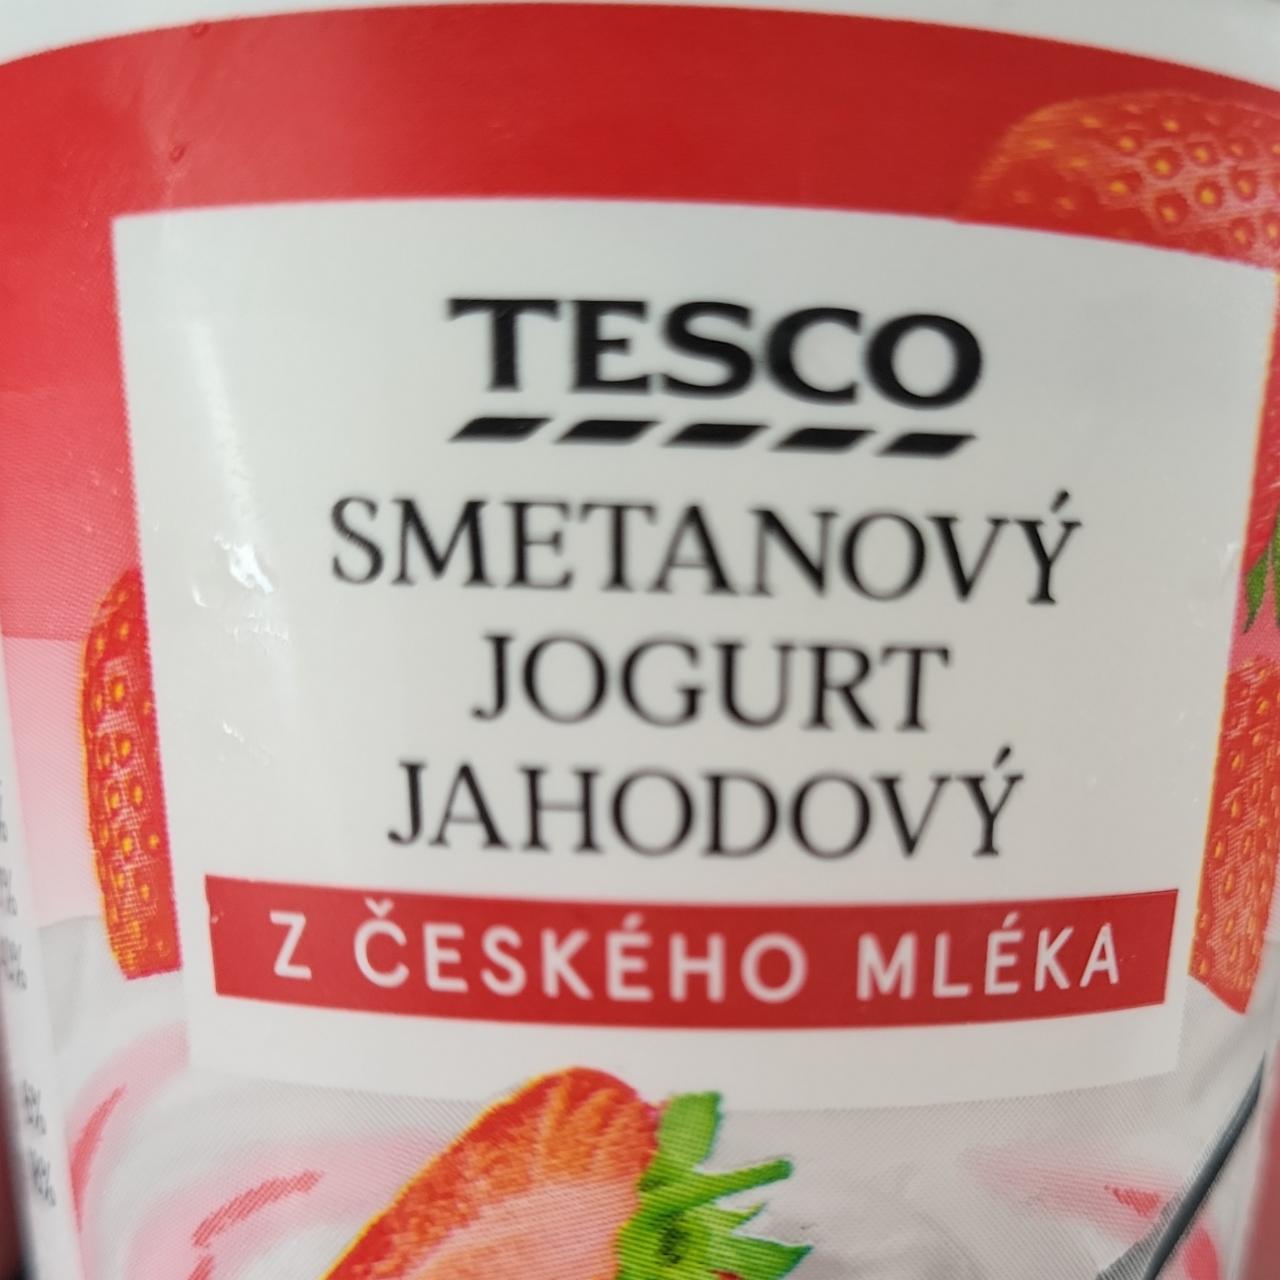 TESCO
SMETANOVÝ
JOGURT
JAHODOVÝ
Z ČESKÉHO MLÉKA